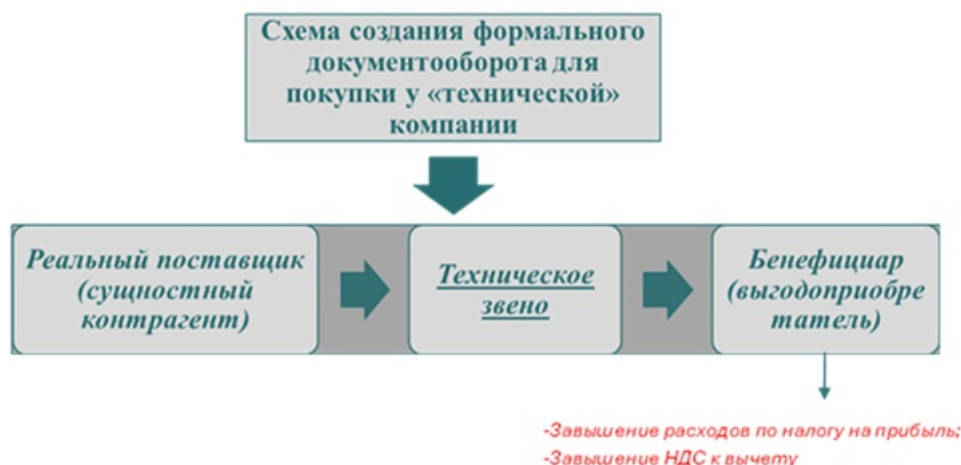 Схема создания формального
документооборота для
покупки у «технической»
компании
Реальный поставщик
(сущностный
контрагент)
Техническое
звено
Бенефициар
(выгодоприобре
татель)
-Завышение расходов по налогу на прибыль;
-Завышение НДС к вычету